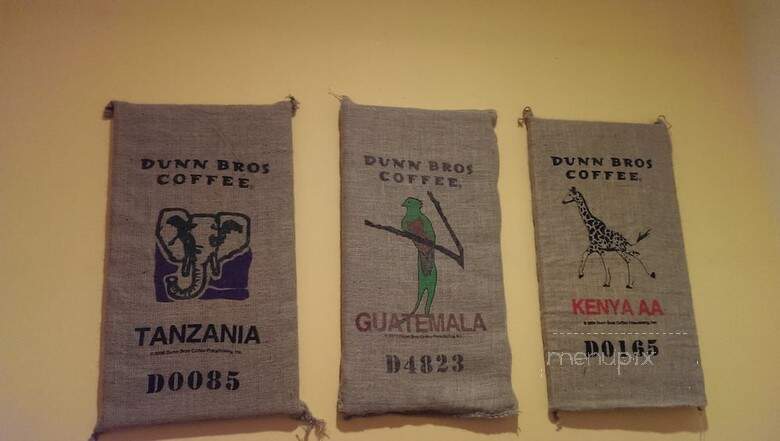 DUNN BROS
COFFEE
TANZANIA
D0085
DUNN BROS
COFFEE
GUATEMALA
D4823
DUNN BROS
COFFEE
KENYA AA
D0165
menupix